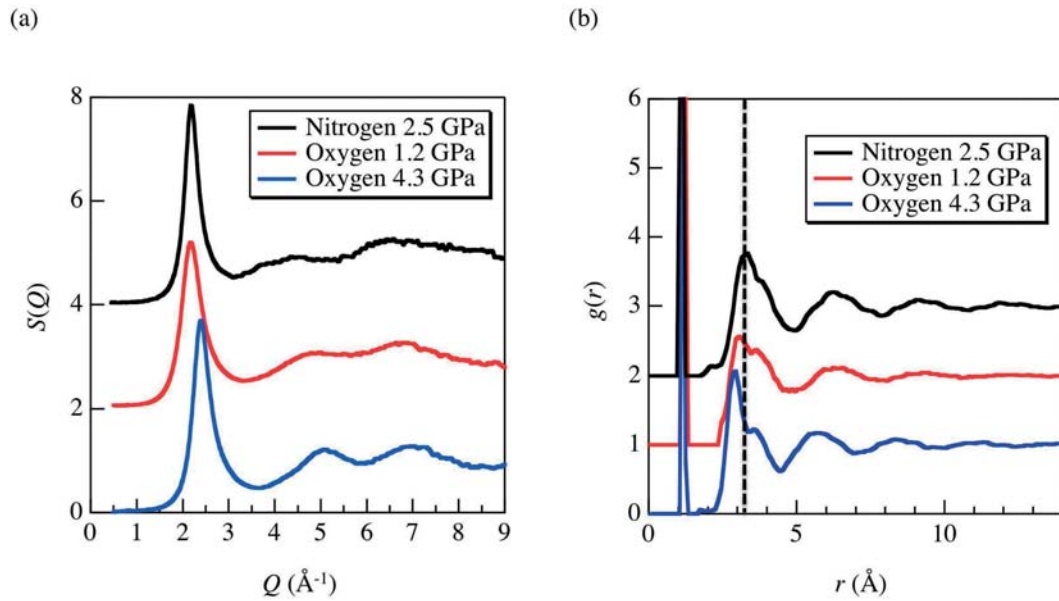 (a)
(b)
8
6
4
2
0
S(Q)
Nitrogen 2.5 GPa
Oxygen 1.2 GPa
Oxygen 4.3 GPa
0 1 2 3 4 5 6 7 8 9
Q (Å⁻¹)
6
5
4
3
2
1
0
g(r)
Nitrogen 2.5 GPa
Oxygen 1.2 GPa
Oxygen 4.3 GPa
0 5 10
r (Å)